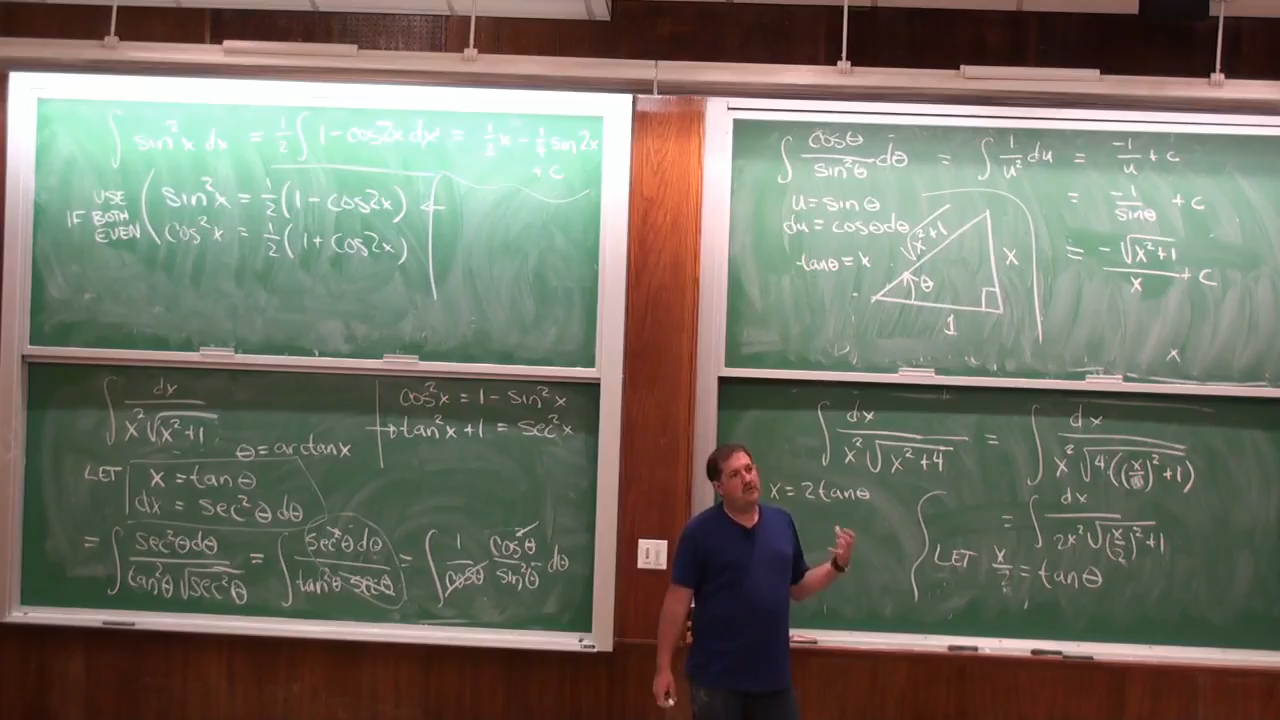 ∫ sin²x dx = 1/2 ∫ 1 - cos2x dx = 1/2 x - 1/4 sin2x + C
USE IF BOTH EVEN
sin²x = 1/2 (1 - cos2x) ←
cos²x = 1/2 (1 + cos2x)
∫ dx / (x² √(x²+1))
θ = arctan x
LET x = tanθ
dx = sec²θ dθ
cos²x = 1 - sin²x
→ tan²x + 1 = sec²x
= ∫ sec²θ dθ / (tan²θ √(sec²θ)) = ∫ sec²θ dθ / (tan²θ secθ) = ∫ 1/cosθ cos²θ/sin²θ dθ
∫ cosθ / sin²θ dθ = ∫ 1/u² du = -1/u + C
u = sinθ
du = cosθ dθ
= -1/sinθ + C
tanθ = x
√(x²+1)
θ
x
1
= -√(x²+1) / x + C
x
∫ dx / (x² √(x²+4)) = ∫ dx / (x² √(4((x/2)²+1)))
x = 2tanθ
= ∫ dx / (2x² √((x/2)²+1))
LET x/2 = tanθ